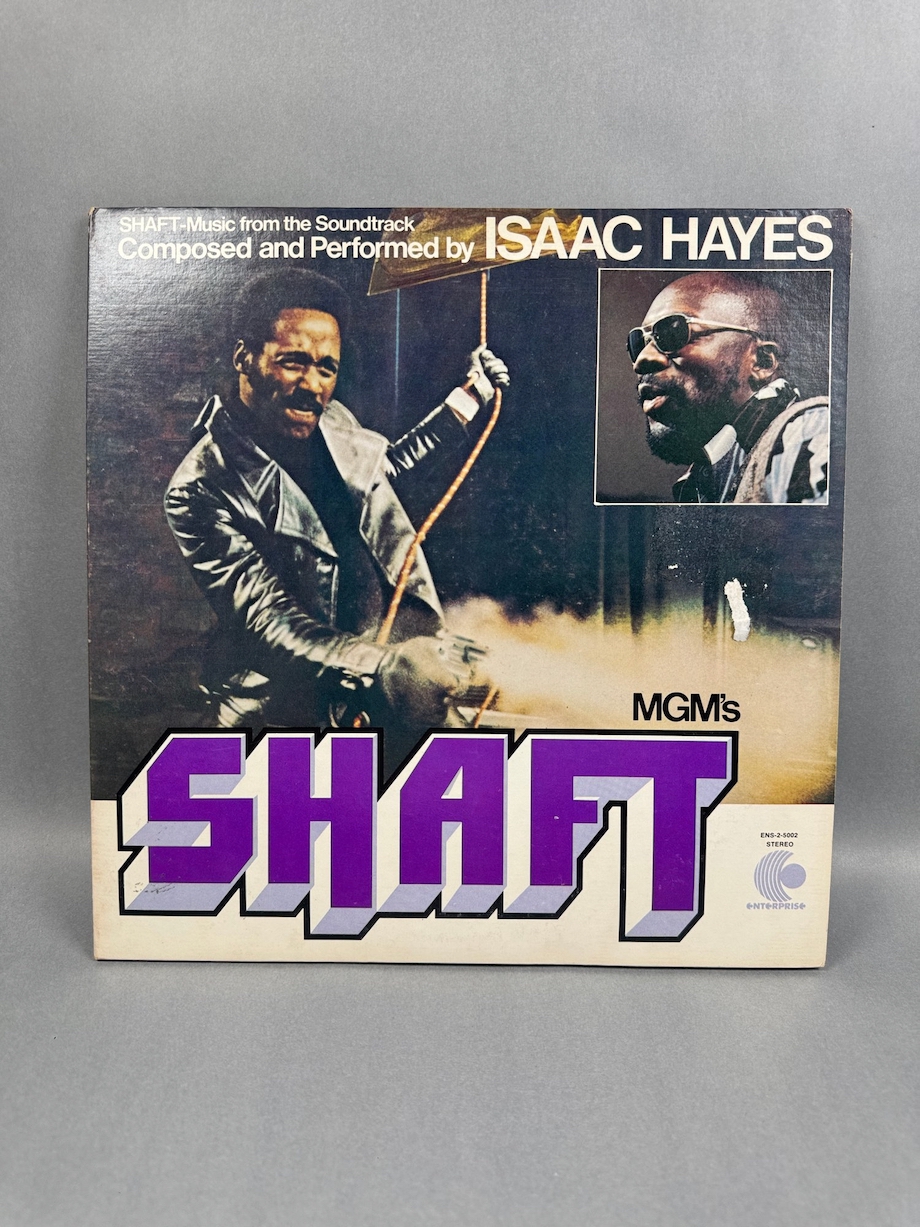 SHAFT-Music from the Soundtrack
Composed and Performed by ISAAC HAYES
MGM's
SHAFT
ENS-2-5002
STEREO
ENTERPRISE